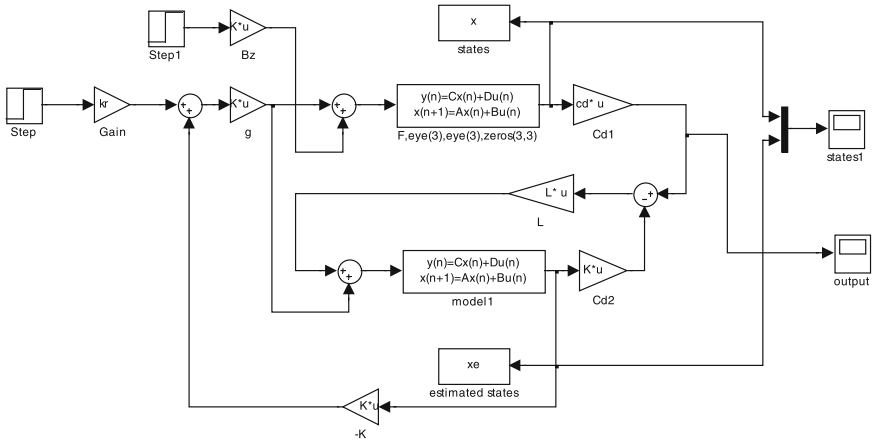 x
states
K*u
Step1
Bz
kr
Step
Gain
+
+
K*u
g
+
+
y(n)=Cx(n)+Du(n)
x(n+1)=Ax(n)+Bu(n)
F,eye(3),eye(3),zeros(3,3)
cd* u
Cd1
states1
L* u
L
+
−
+
+
y(n)=Cx(n)+Du(n)
x(n+1)=Ax(n)+Bu(n)
model1
K*u
Cd2
output
xe
estimated states
K*u
-K